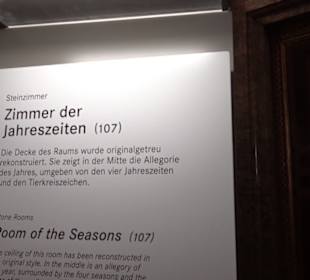 Steinzimmer
Zimmer der
Jahreszeiten (107)
Die Decke des Raums wurde originalgetreu
rekonstruiert. Sie zeigt in der Mitte die Allegorie
des Jahres, umgeben von den vier Jahreszeiten
und den Tierkreiszeichen.
Rooms
of the Seasons (107)
ceiling of this room has been reconstructed in
original style. In the middle is an allegory of
year, surrounded by the four seasons and the